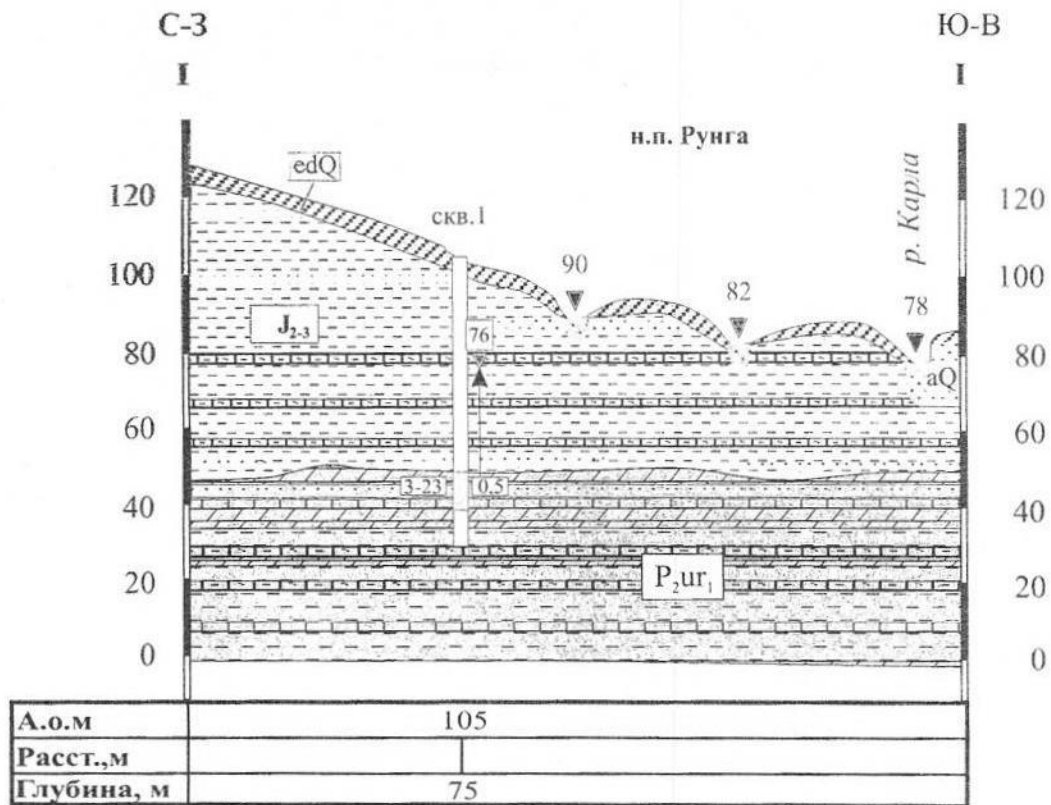 С-З Ю-В
I I
н.п. Рунга
edQ
р. Карла
120 скв.1 120
90
82
100 78 100
J₂₋₃
76
80 80
aQ
60 60
3-23 0,5
40 40
P₂ur₁
20 20
0 0
А.о.м 105
Расст.,м
Глубина, м 75